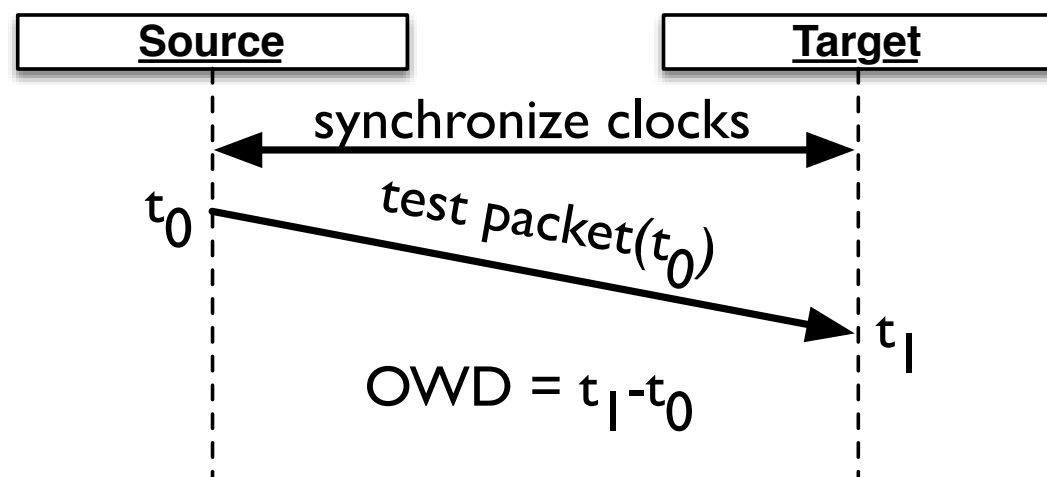 Source
Target
synchronize clocks
t0
test packet(t0)
t1
OWD = t1-t0